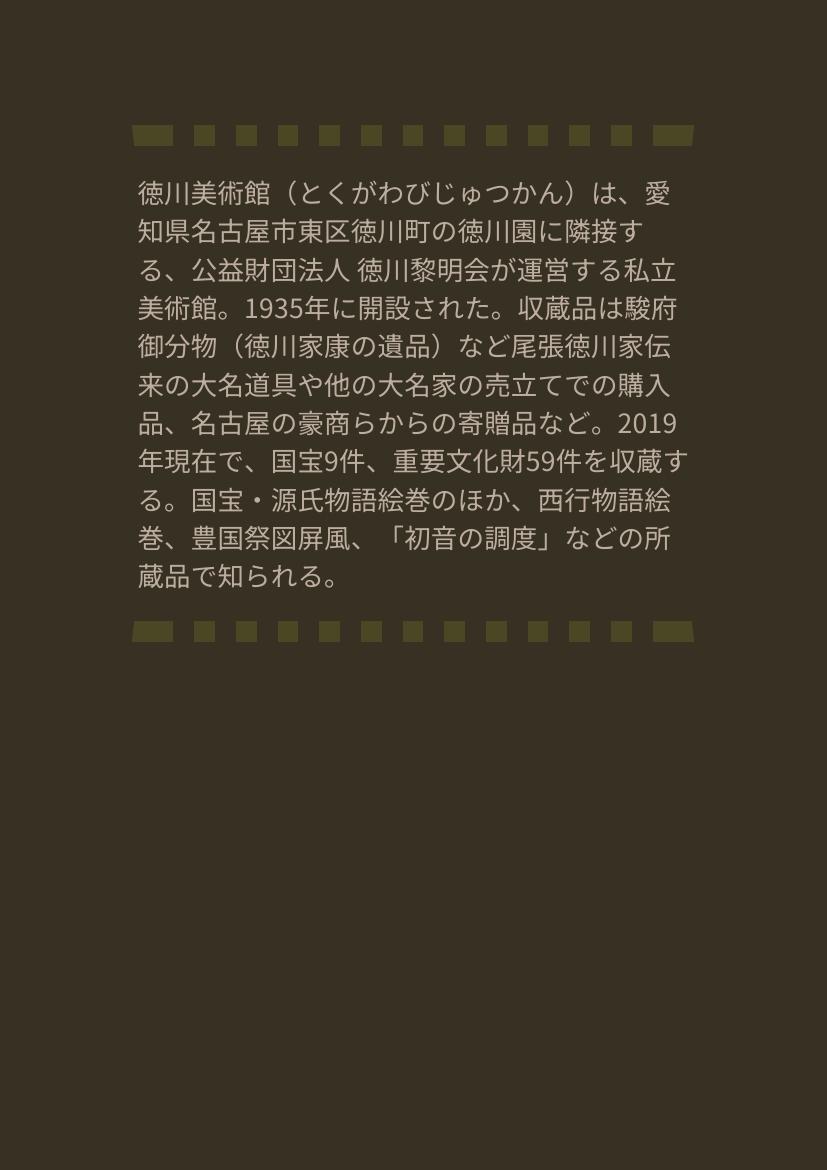 徳川美術館（とくがわびじゅつかん）は、愛
知県名古屋市東区徳川町の徳川園に隣接す
る、公益財団法人 徳川黎明会が運営する私立
美術館。1935年に開設された。収蔵品は駿府
御分物（徳川家康の遺品）など尾張徳川家伝
来の大名道具や他の大名家の売立てでの購入
品、名古屋の豪商らからの寄贈品など。2019
年現在で、国宝9件、重要文化財59件を収蔵す
る。国宝・源氏物語絵巻のほか、西行物語絵
巻、豊国祭図屏風、「初音の調度」などの所
蔵品で知られる。